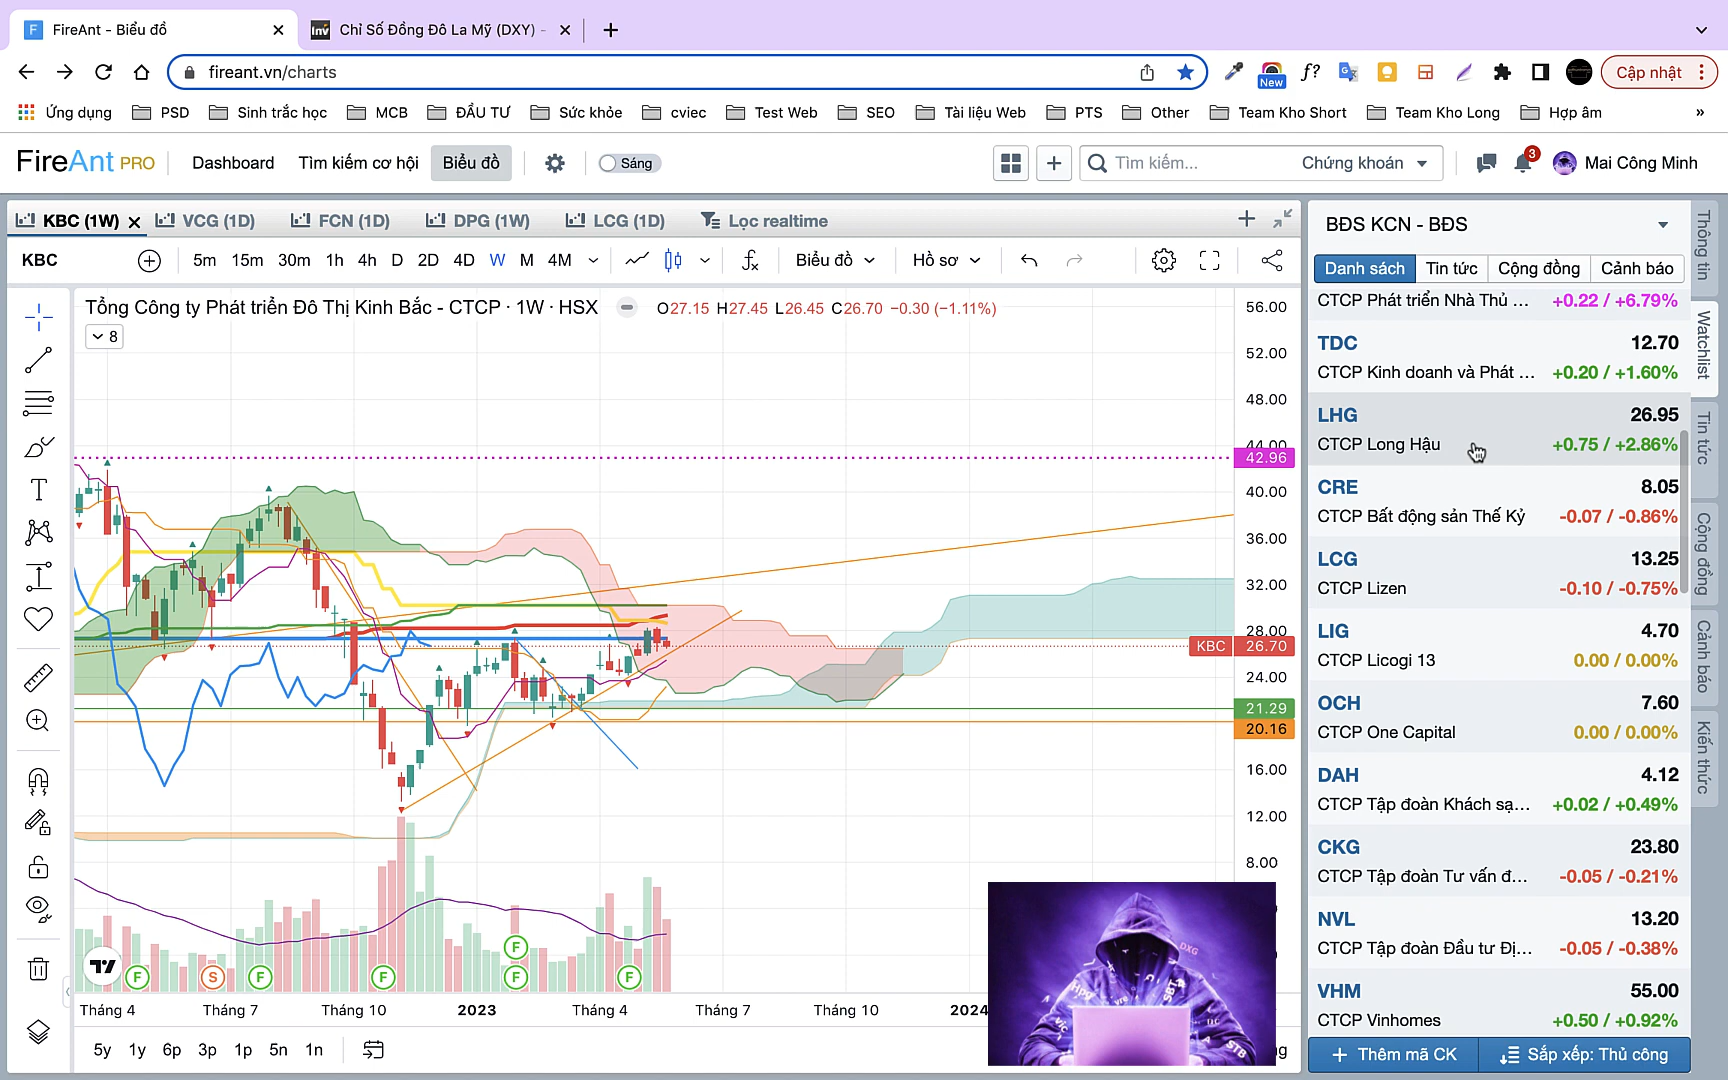 FireAnt - Biểu đồ
Chỉ Số Đồng Đô La Mỹ (DXY) -
fireant.vn/charts
New
f?
Cập nhật
Ứng dụng
PSD
Sinh trắc học
MCB
ĐẦU TƯ
Sức khỏe
cviec
Test Web
SEO
Tài liệu Web
PTS
Other
Team Kho Short
Team Kho Long
Hợp âm
»
FireAnt PRO
Dashboard
Tìm kiếm cơ hội
Biểu đồ
Sáng
Tìm kiếm...
Chứng khoán
3
Mai Công Minh
KBC (1W)
VCG (1D)
FCN (1D)
DPG (1W)
LCG (1D)
Lọc realtime
KBC
5m 15m 30m 1h 4h D 2D 4D W M 4M
Biểu đồ
Hồ sơ
Tổng Công ty Phát triển Đô Thị Kinh Bắc - CTCP · 1W · HSX
O27.15 H27.45 L26.45 C26.70 −0.30 (−1.11%)
8
56.00
52.00
48.00
44.00
42.96
40.00
36.00
32.00
28.00
KBC 26.70
24.00
21.29
20.16
16.00
12.00
8.00
F
S
F
F
F
F
F
Tháng 4
Tháng 7
Tháng 10
2023
Tháng 4
Tháng 7
Tháng 10
2024
5y 1y 6p 3p 1p 5n 1n
DXG
Hpg
SBT
STB
BĐS KCN - BĐS
Danh sách
Tin tức
Cộng đồng
Cảnh báo
CTCP Phát triển Nhà Thủ ... +0.22 / +6.79%
TDC 12.70
CTCP Kinh doanh và Phát ... +0.20 / +1.60%
LHG 26.95
CTCP Long Hậu +0.75 / +2.86%
CRE 8.05
CTCP Bất động sản Thế Kỷ -0.07 / -0.86%
LCG 13.25
CTCP Lizen -0.10 / -0.75%
LIG 4.70
CTCP Licogi 13 0.00 / 0.00%
OCH 7.60
CTCP One Capital 0.00 / 0.00%
DAH 4.12
CTCP Tập đoàn Khách sạ... +0.02 / +0.49%
CKG 23.80
CTCP Tập đoàn Tư vấn đ... -0.05 / -0.21%
NVL 13.20
CTCP Tập đoàn Đầu tư Đị... -0.05 / -0.38%
VHM 55.00
CTCP Vinhomes +0.50 / +0.92%
Thêm mã CK
Sắp xếp: Thủ công
Thông tin
Watchlist
Tin tức
Cộng đồng
Cảnh báo
Kiến thức